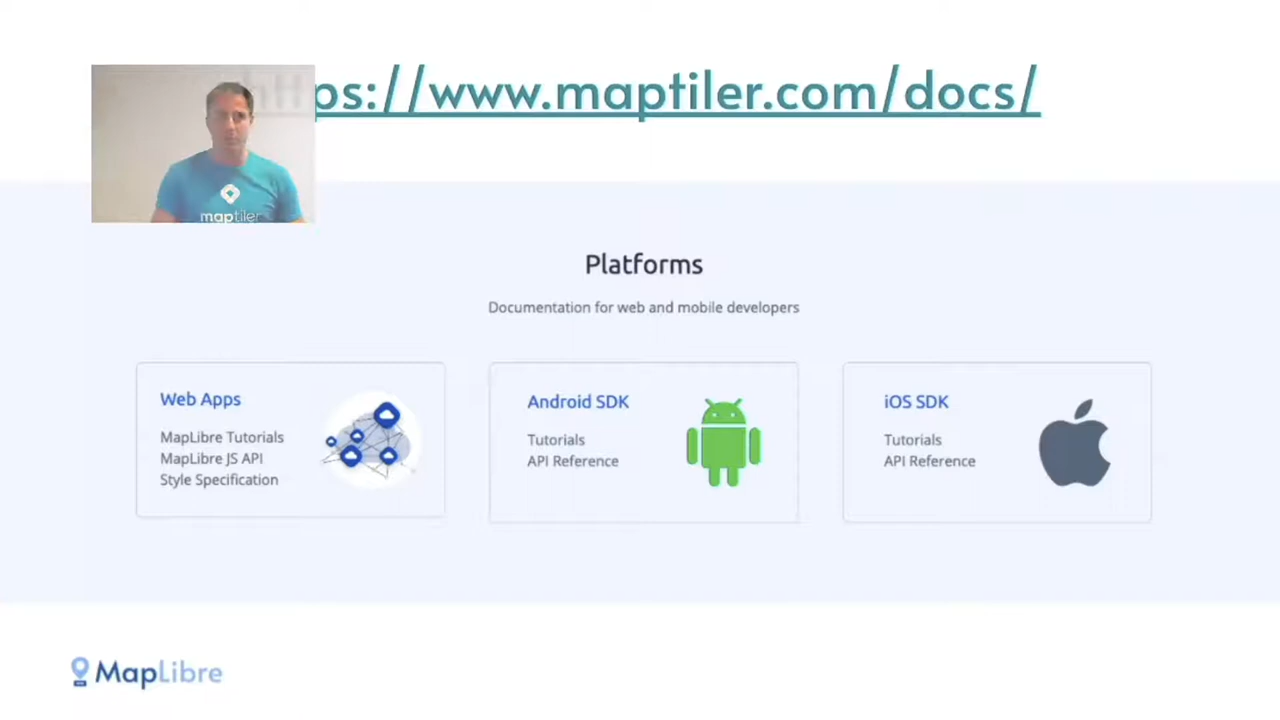 ps://www.maptiler.com/docs/
maptiler
Platforms
Documentation for web and mobile developers
Web Apps
MapLibre Tutorials
MapLibre JS API
Style Specification
Android SDK
Tutorials
API Reference
iOS SDK
Tutorials
API Reference
MapLibre